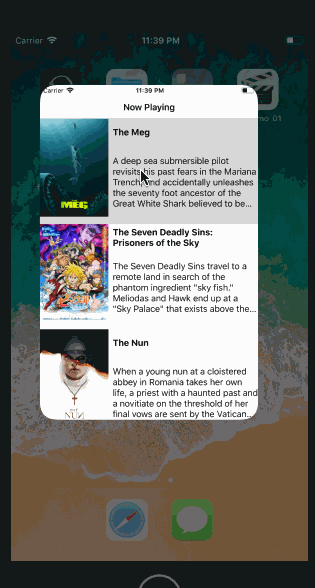 Carrier 11:39 PM
Carrier 11:39 PM
Now Playing
The Meg
A deep sea submersible pilot
revisits his past fears in the Mariana
Trench, and accidentally unleashes
the seventy foot ancestor of the
Great White Shark believed to be...
MEG
The Seven Deadly Sins:
Prisoners of the Sky
The Seven Deadly Sins travel to a
remote land in search of the
phantom ingredient "sky fish."
Meliodas and Hawk end up at a
"Sky Palace" that exists above the...
The Nun
When a young nun at a cloistered
abbey in Romania takes her own
life, a priest with a haunted past and
a novitiate on the threshold of her
final vows are sent by the Vatican...
NUN